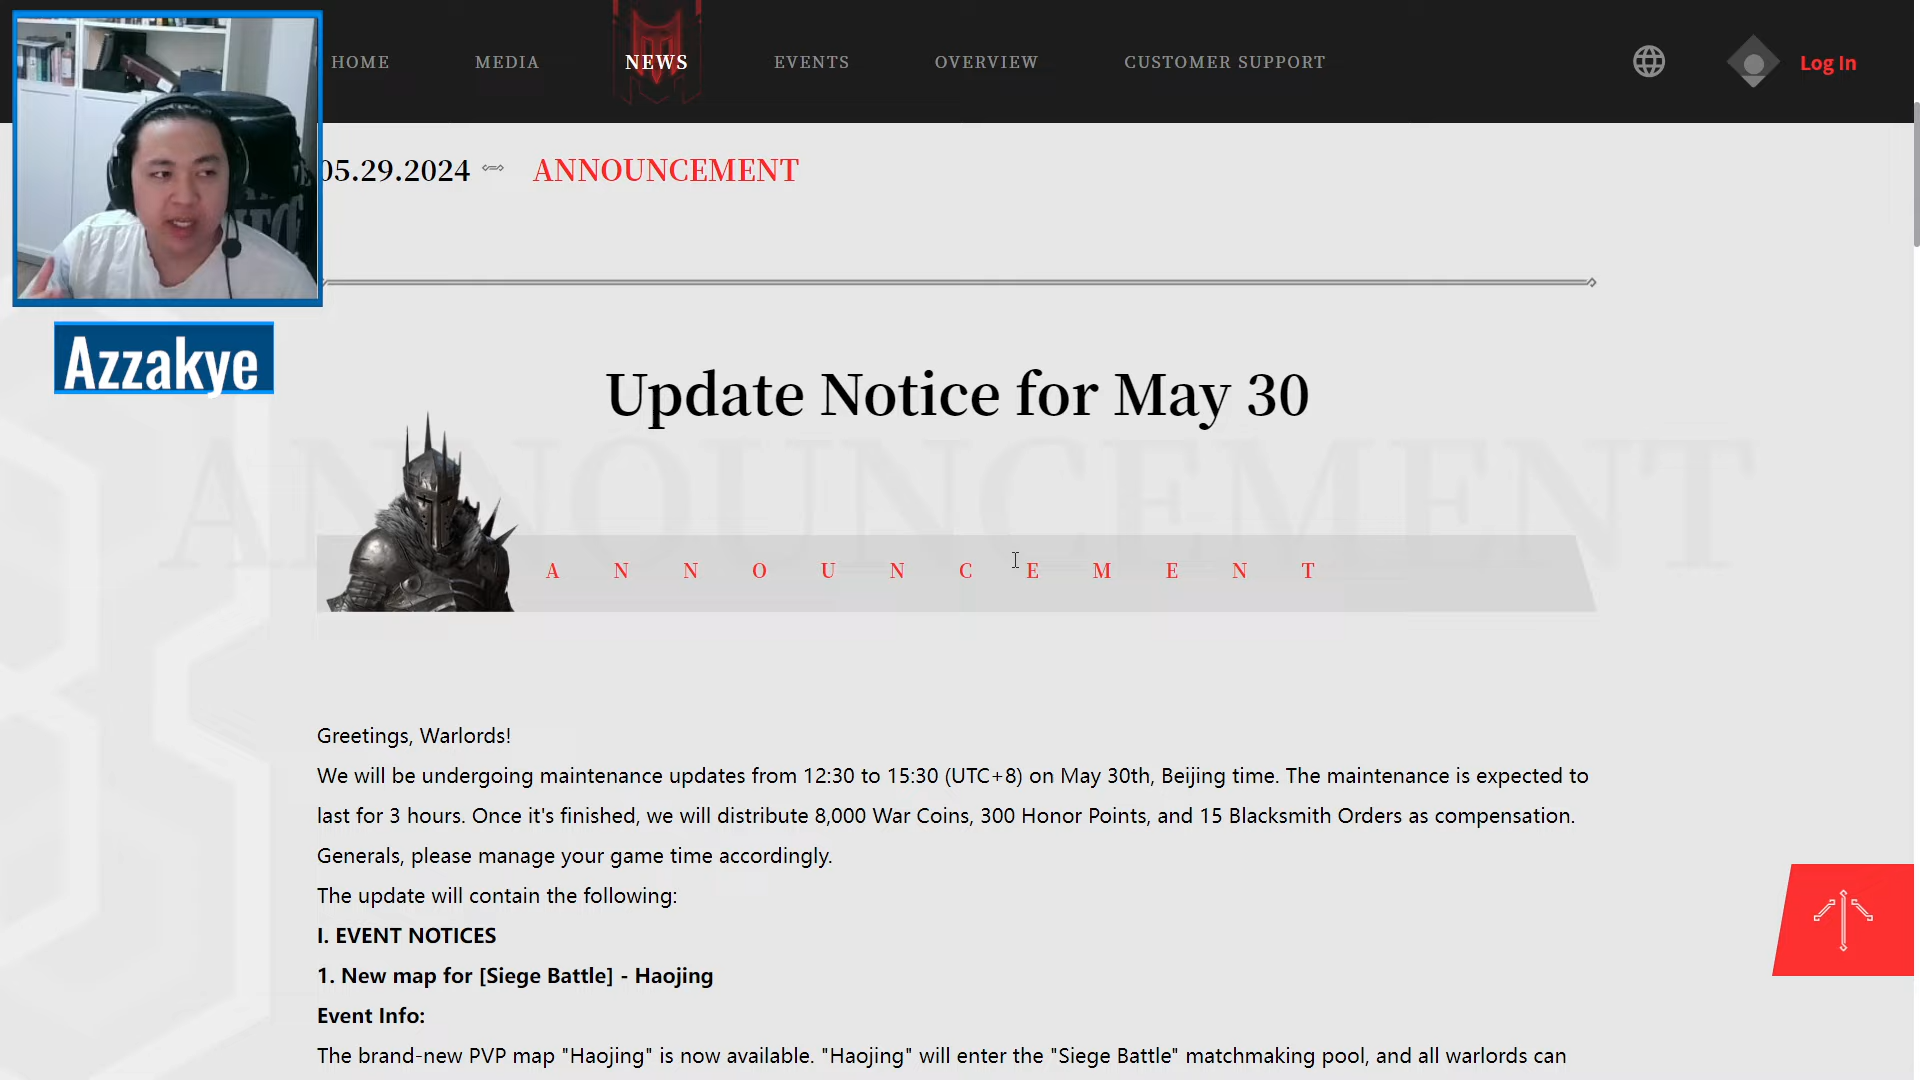 HOME
MEDIA
NEWS
EVENTS
OVERVIEW
CUSTOMER SUPPORT
Log In
05.29.2024
ANNOUNCEMENT
Azzakye
Update Notice for May 30
ANNOUNCEMENT
A N N O U N C E M E N T
Greetings, Warlords!
We will be undergoing maintenance updates from 12:30 to 15:30 (UTC+8) on May 30th, Beijing time. The maintenance is expected to
last for 3 hours. Once it's finished, we will distribute 8,000 War Coins, 300 Honor Points, and 15 Blacksmith Orders as compensation.
Generals, please manage your game time accordingly.
The update will contain the following:
I. EVENT NOTICES
1. New map for [Siege Battle] - Haojing
Event Info:
The brand-new PVP map "Haojing" is now available. "Haojing" will enter the "Siege Battle" matchmaking pool, and all warlords can